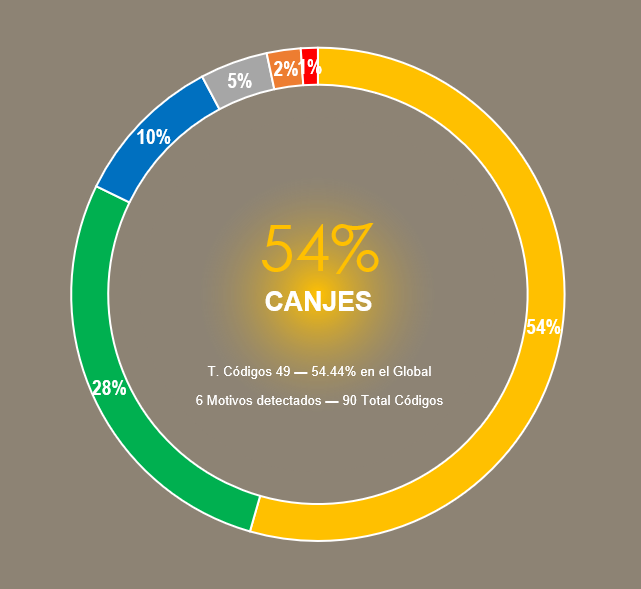 1%
2%
5%
10%
54%
CANJES
54%
T. Códigos 49 — 54.44% en el Global
28%
6 Motivos detectados — 90 Total Códigos